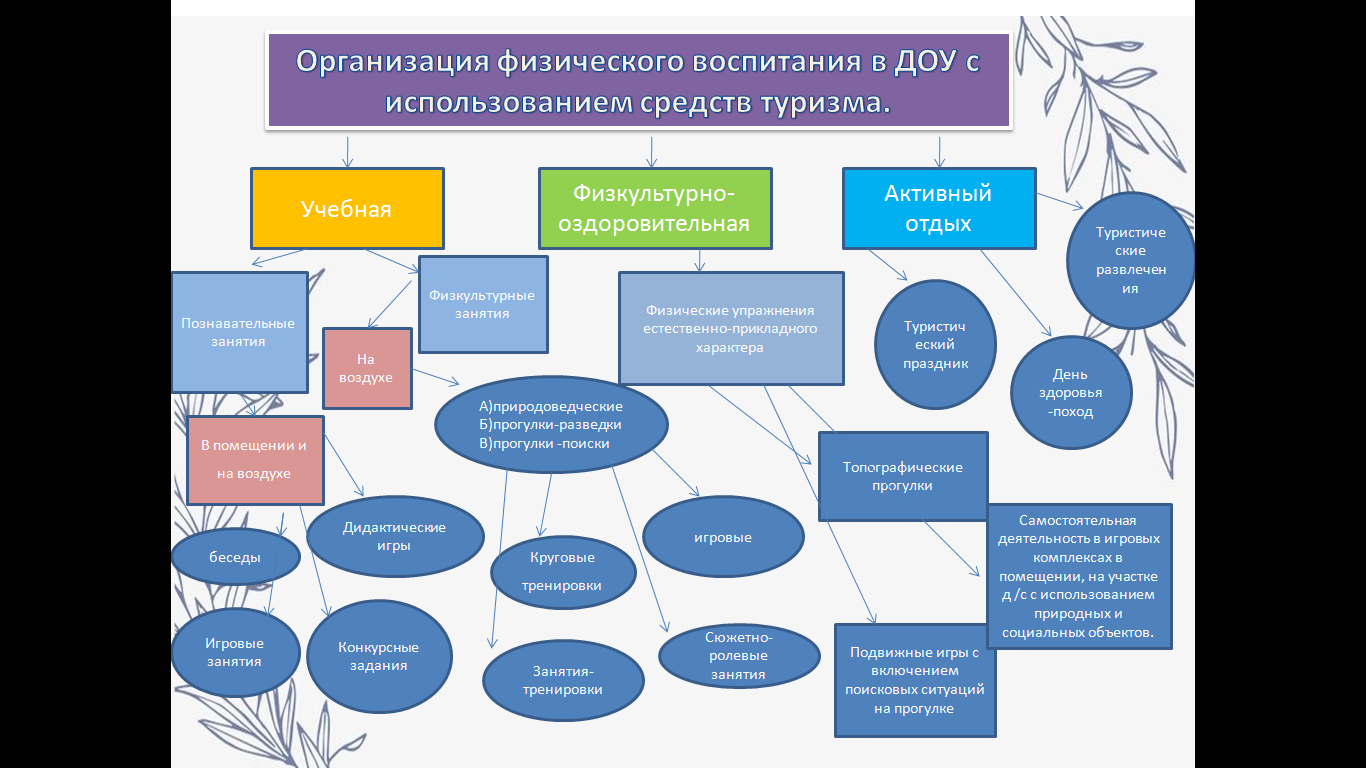 Организация физического воспитания в ДОУ с
использованием средств туризма.
Учебная
Физкультурно-
оздоровительная
Активный
отдых
Туристиче
ские
развлечен
ия
Познавательные
занятия
На
воздухе
Физкультурные
занятия
Физические упражнения
естественно-прикладного
характера
Туристич
еский
праздник
День
здоровья
-поход
А)природоведческие
Б)прогулки-разведки
В)прогулки -поиски
В помещении и
на воздухе
Топографические
прогулки
беседы
Дидактические
игры
Круговые
тренировки
игровые
Самостоятельная
деятельность в игровых
комплексах в
помещении, на участке
д /с с использованием
природных и
социальных объектов.
Игровые
занятия
Конкурсные
задания
Занятия-
тренировки
Сюжетно-
ролевые
занятия
Подвижные игры с
включением
поисковых ситуаций
на прогулке